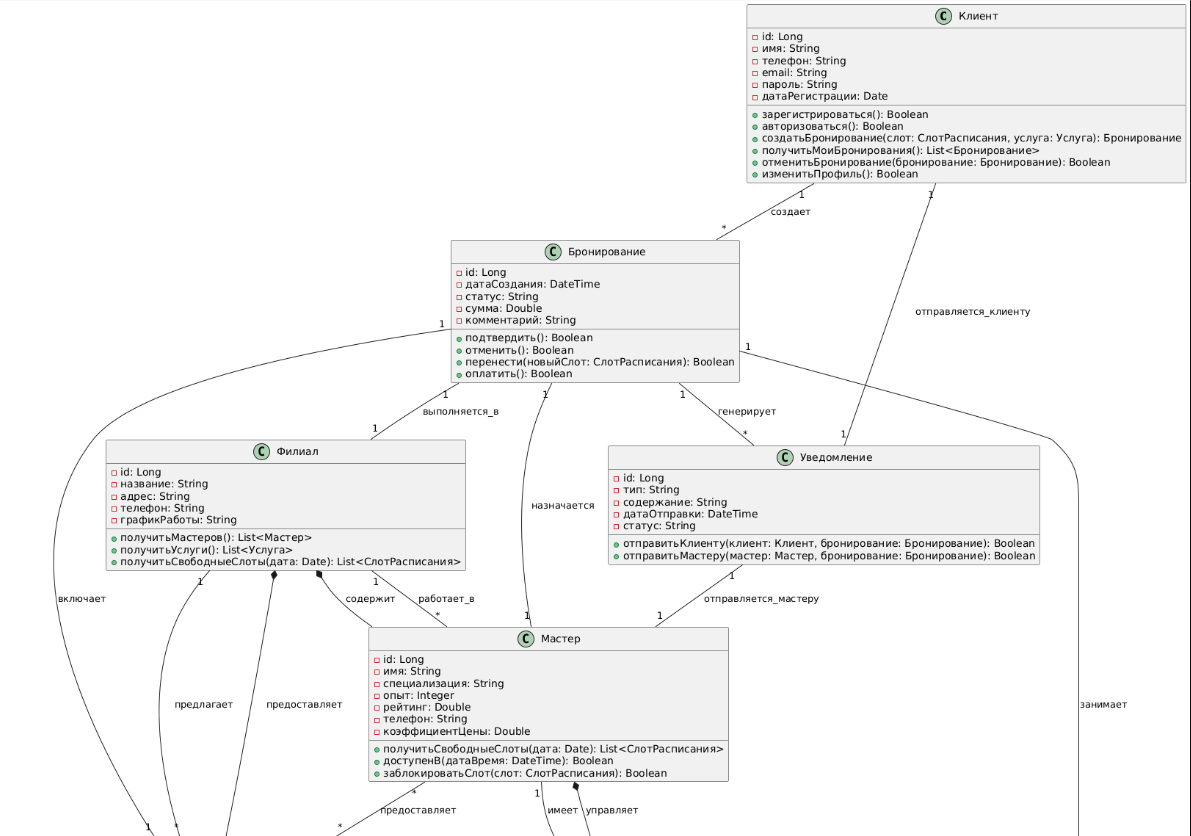 C Клиент
id: Long
имя: String
телефон: String
email: String
пароль: String
датаРегистрации: Date
зарегистрироваться(): Boolean
авторизоваться(): Boolean
создатьБронирование(слот: СлотРасписания, услуга: Услуга): Бронирование
получитьМоиБронирования(): List<Бронирование>
отменитьБронирование(бронирование: Бронирование): Boolean
изменитьПрофиль(): Boolean
1
1
создает
*
C Бронирование
id: Long
датаСоздания: DateTime
статус: String
сумма: Double
комментарий: String
подтвердить(): Boolean
отменить(): Boolean
перенести(новыйСлот: СлотРасписания): Boolean
оплатить(): Boolean
отправляется_клиенту
1
1
1
1
1
выполняется_в
генерирует
1
*
1
C Филиал
id: Long
название: String
адрес: String
телефон: String
графикРаботы: String
получитьМастеров(): List<Мастер>
получитьУслуги(): List<Услуга>
получитьСвободныеСлоты(дата: Date): List<СлотРасписания>
C Уведомление
id: Long
тип: String
содержание: String
датаОтправки: DateTime
статус: String
отправитьКлиенту(клиент: Клиент, бронирование: Бронирование): Boolean
отправитьМастеру(мастер: Мастер, бронирование: Бронирование): Boolean
назначается
1
1
1
включает
содержит
работает_в
отправляется_мастеру
*
1
1
C Мастер
id: Long
имя: String
специализация: String
опыт: Integer
рейтинг: Double
телефон: String
коэффициентЦены: Double
получитьСвободныеСлоты(дата: Date): List<СлотРасписания>
доступенВ(датаВремя: DateTime): Boolean
заблокироватьСлот(слот: СлотРасписания): Boolean
предлагает
предоставляет
занимает
*
1
предоставляет
имеет
управляет
1
*
*